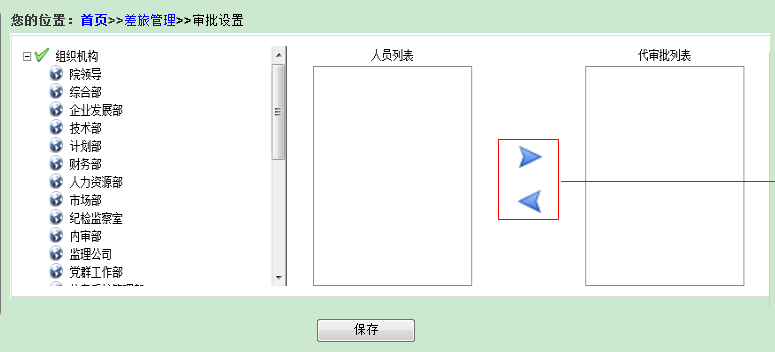 您的位置：首页>>差旅管理>>审批设置
组织机构
院领导
综合部
企业发展部
技术部
计划部
财务部
人力资源部
市场部
纪检监察室
内审部
监理公司
党群工作部
人员列表
代审批列表
保存